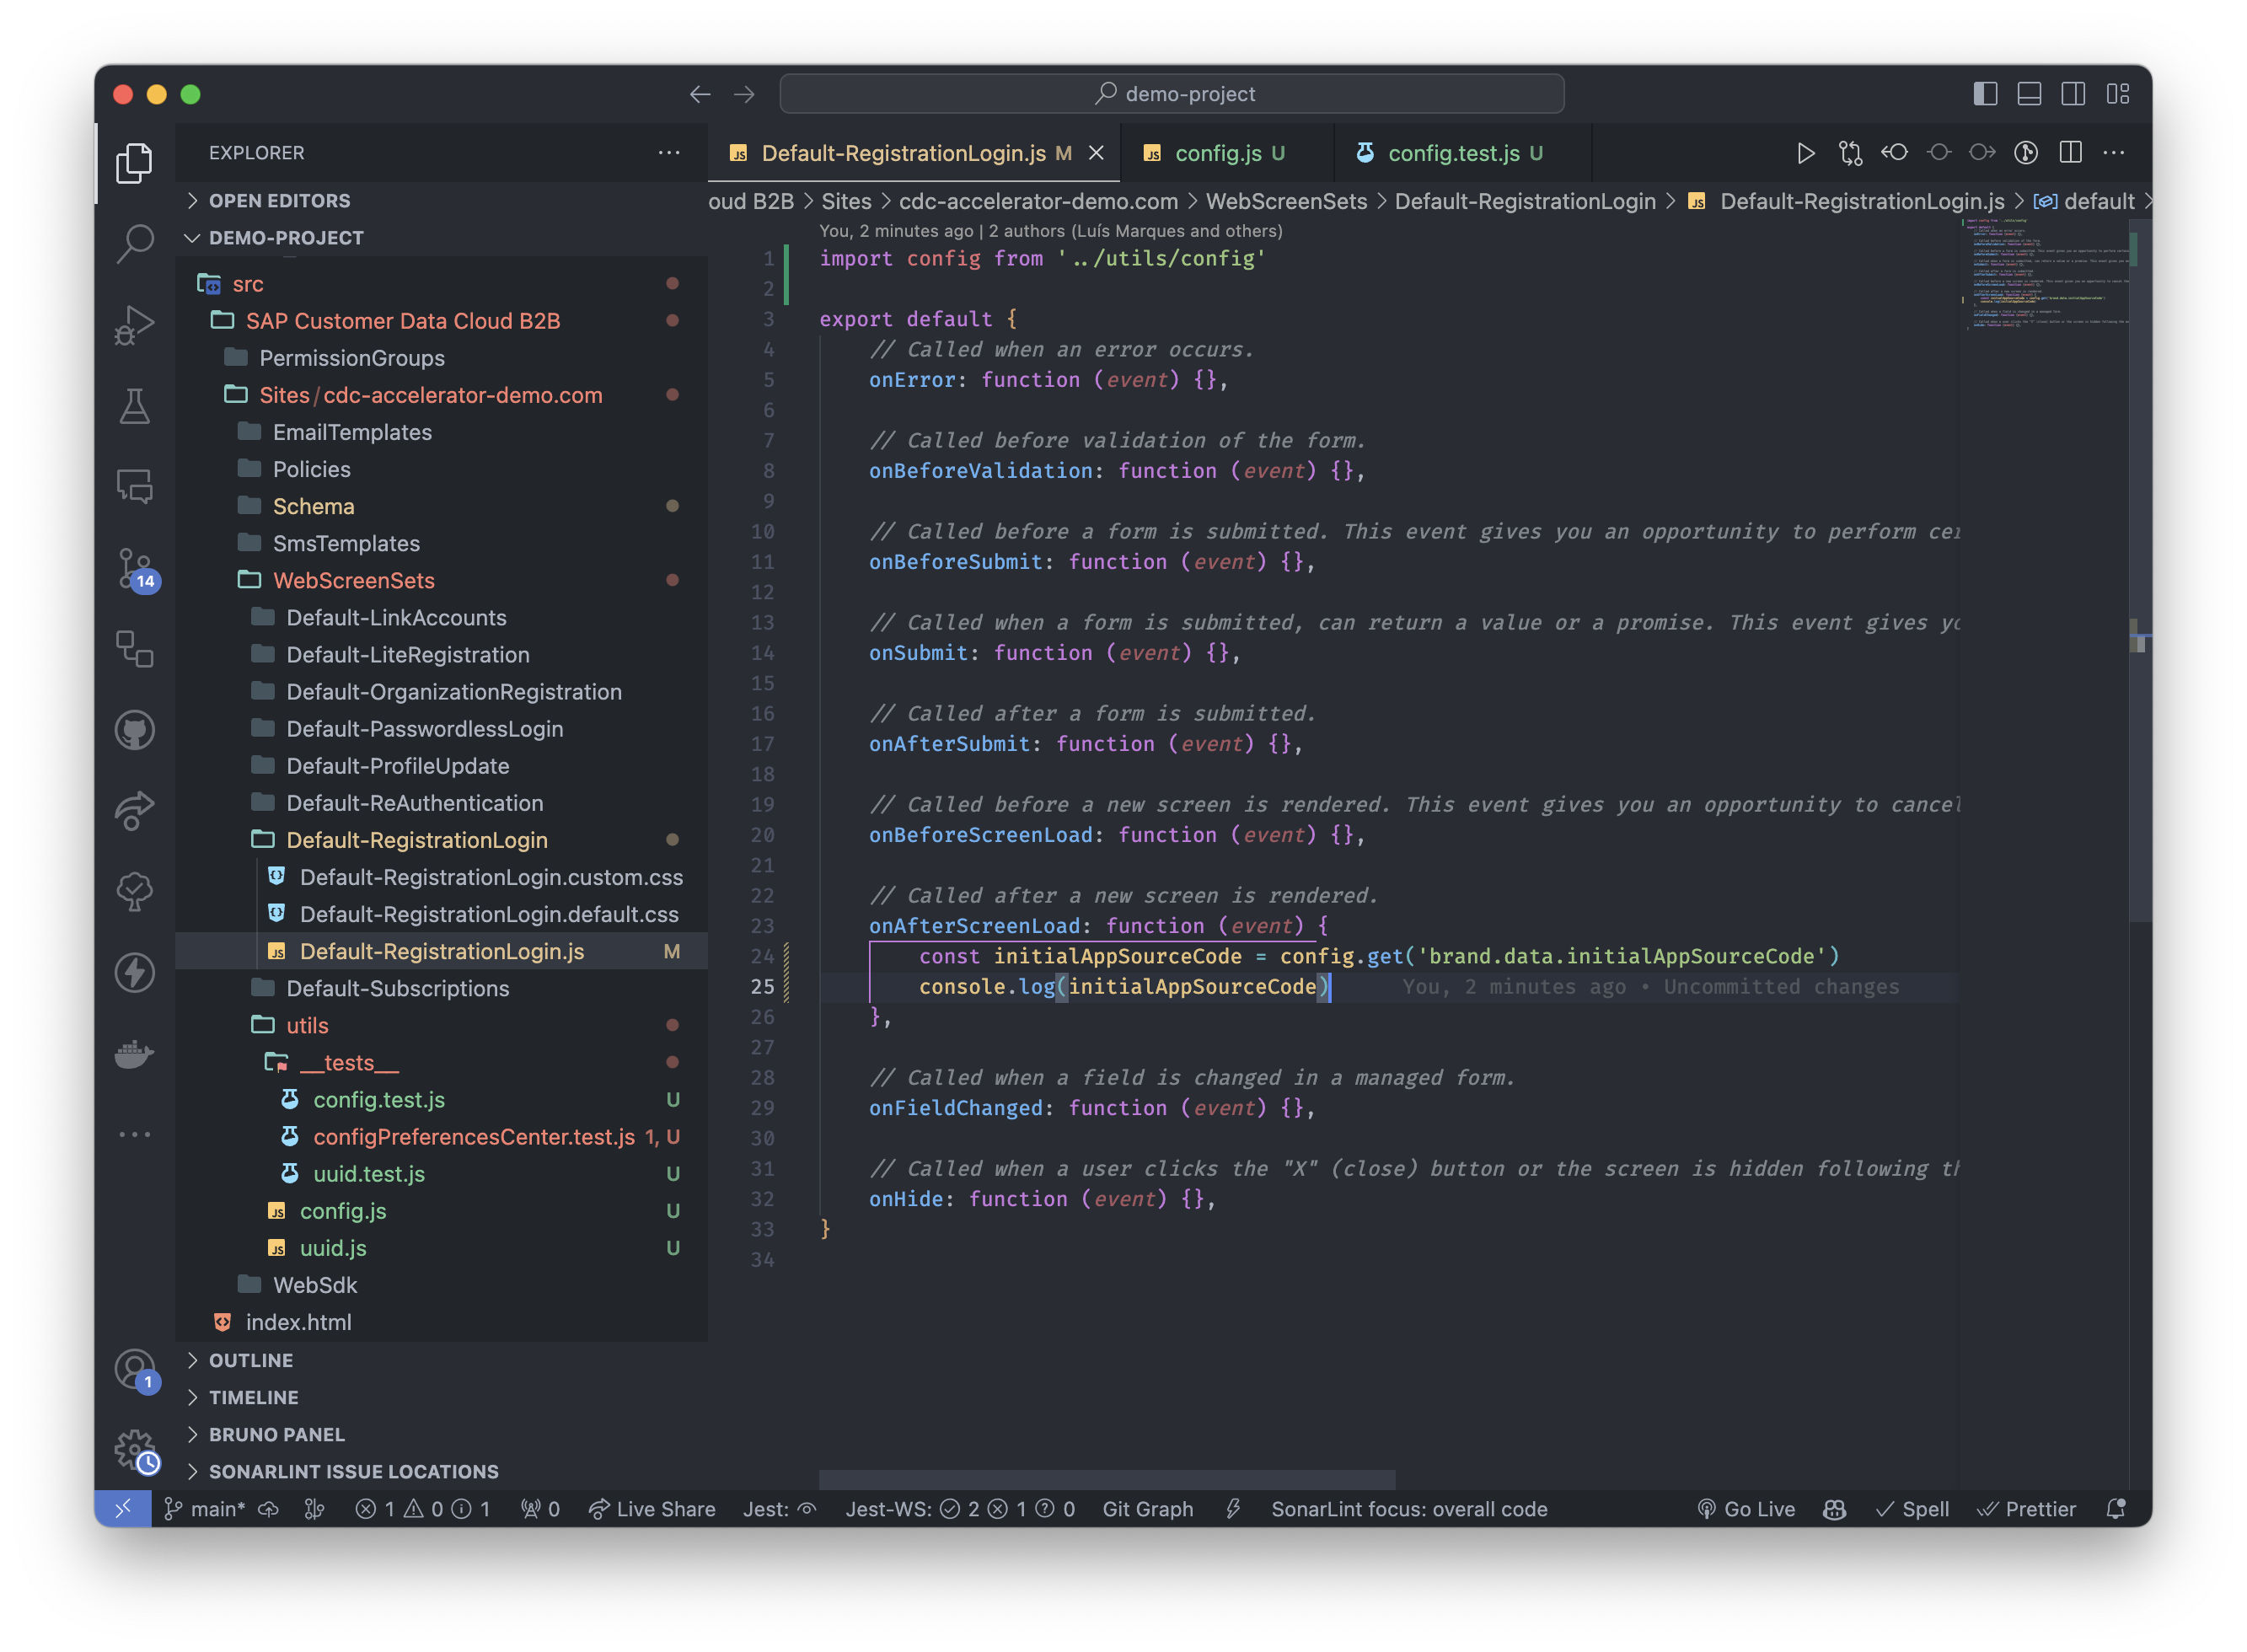 demo-project
EXPLORER
OPEN EDITORS
DEMO-PROJECT
src
SAP Customer Data Cloud B2B
PermissionGroups
Sites / cdc-accelerator-demo.com
EmailTemplates
Policies
Schema
SmsTemplates
WebScreenSets
Default-LinkAccounts
Default-LiteRegistration
Default-OrganizationRegistration
Default-PasswordlessLogin
Default-ProfileUpdate
Default-ReAuthentication
Default-RegistrationLogin
Default-RegistrationLogin.custom.css
Default-RegistrationLogin.default.css
Default-RegistrationLogin.js M
Default-Subscriptions
utils
__tests__
config.test.js U
configPreferencesCenter.test.js 1, U
uuid.test.js U
config.js U
uuid.js U
WebSdk
index.html
OUTLINE
TIMELINE
BRUNO PANEL
SONARLINT ISSUE LOCATIONS
14
1
Default-RegistrationLogin.js M
config.js U
config.test.js U
oud B2B > Sites > cdc-accelerator-demo.com > WebScreenSets > Default-RegistrationLogin > Default-RegistrationLogin.js > default >
You, 2 minutes ago | 2 authors (Luís Marques and others)
1 import config from '../utils/config'
2
3 export default {
4 // Called when an error occurs.
5 onError: function (event) {},
6
7 // Called before validation of the form.
8 onBeforeValidation: function (event) {},
9
10 // Called before a form is submitted. This event gives you an opportunity to perform cer
11 onBeforeSubmit: function (event) {},
12
13 // Called when a form is submitted, can return a value or a promise. This event gives yo
14 onSubmit: function (event) {},
15
16 // Called after a form is submitted.
17 onAfterSubmit: function (event) {},
18
19 // Called before a new screen is rendered. This event gives you an opportunity to cancel
20 onBeforeScreenLoad: function (event) {},
21
22 // Called after a new screen is rendered.
23 onAfterScreenLoad: function (event) {
24 const initialAppSourceCode = config.get('brand.data.initialAppSourceCode')
25 console.log(initialAppSourceCode) You, 2 minutes ago • Uncommitted changes
26 },
27
28 // Called when a field is changed in a managed form.
29 onFieldChanged: function (event) {},
30
31 // Called when a user clicks the "X" (close) button or the screen is hidden following th
32 onHide: function (event) {},
33 }
34
main* 1 0 1 0 Live Share Jest: Jest-WS: 2 1 0 Git Graph SonarLint focus: overall code Go Live Spell Prettier